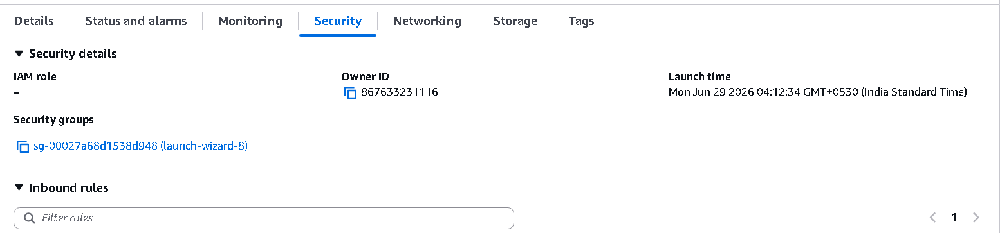 Details Status and alarms Monitoring Security Networking Storage Tags
▼ Security details
IAM role
–
Security groups
sg-00027a68d1538d948 (launch-wizard-8)
Owner ID
867633231116
Launch time
Mon Jun 29 2026 04:12:34 GMT+0530 (India Standard Time)
▼ Inbound rules
Filter rules
1